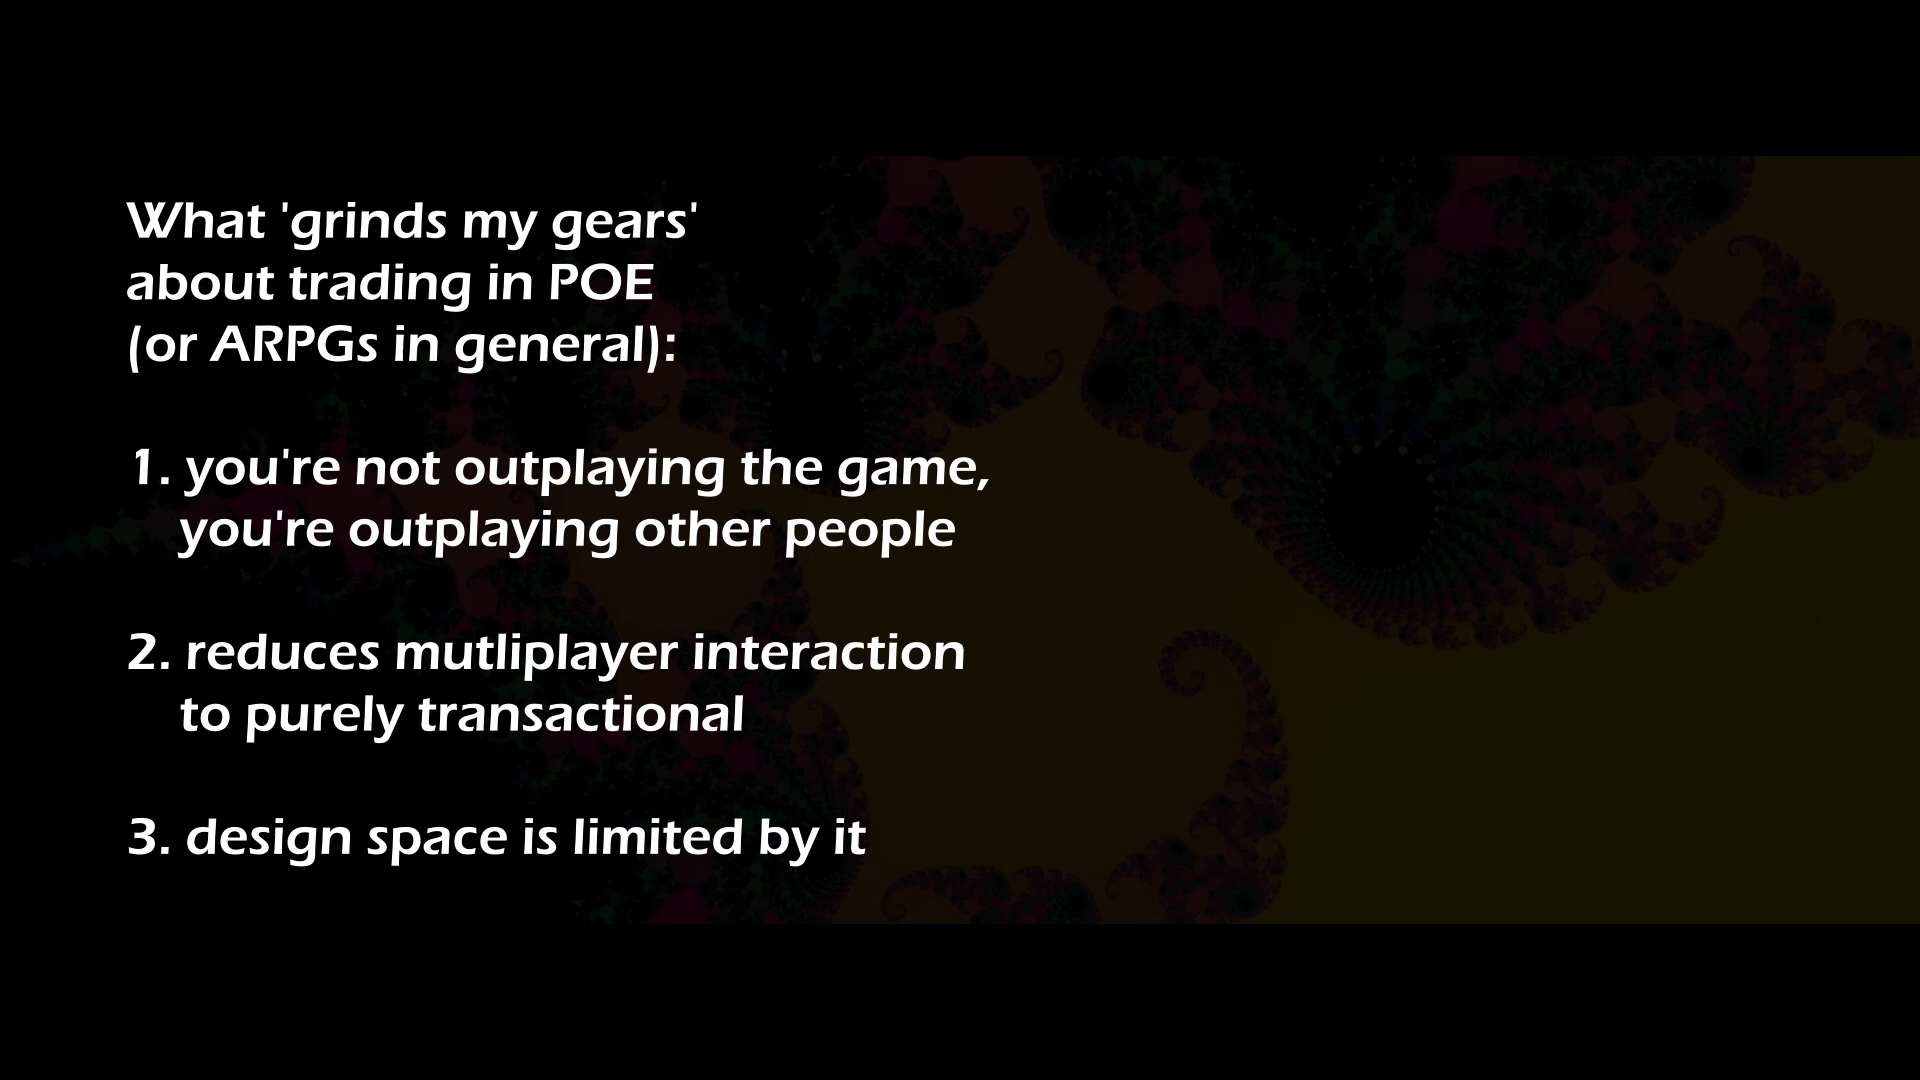 What 'grinds my gears'
about trading in POE
(or ARPGs in general):
1. you're not outplaying the game,
you're outplaying other people
2. reduces mutliplayer interaction
to purely transactional
3. design space is limited by it